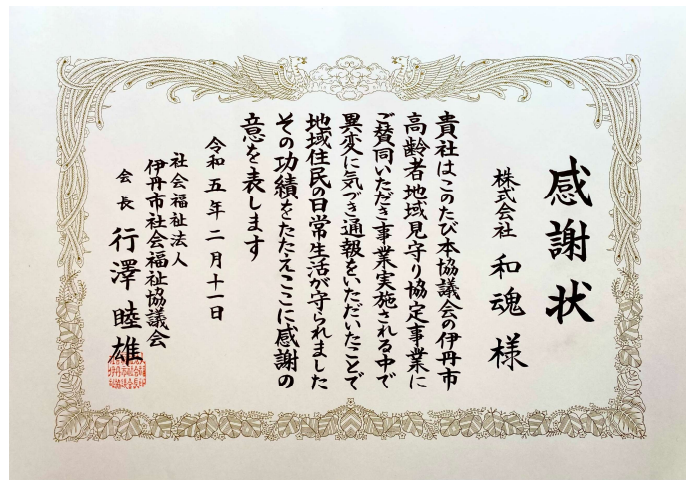 感謝状
株式会社 和魂 様
貴社はこのたび本協議会の伊丹市
高齢者地域見守り協定事業に
ご賛同いただき事業実施される中で
異変に気づき通報をいただいたことで
地域住民の日常生活が守られました
その功績をたたえここに感謝の
意を表します
令和五年二月十一日
社会福祉法人
伊丹市社会福祉協議会
会長 行澤睦雄